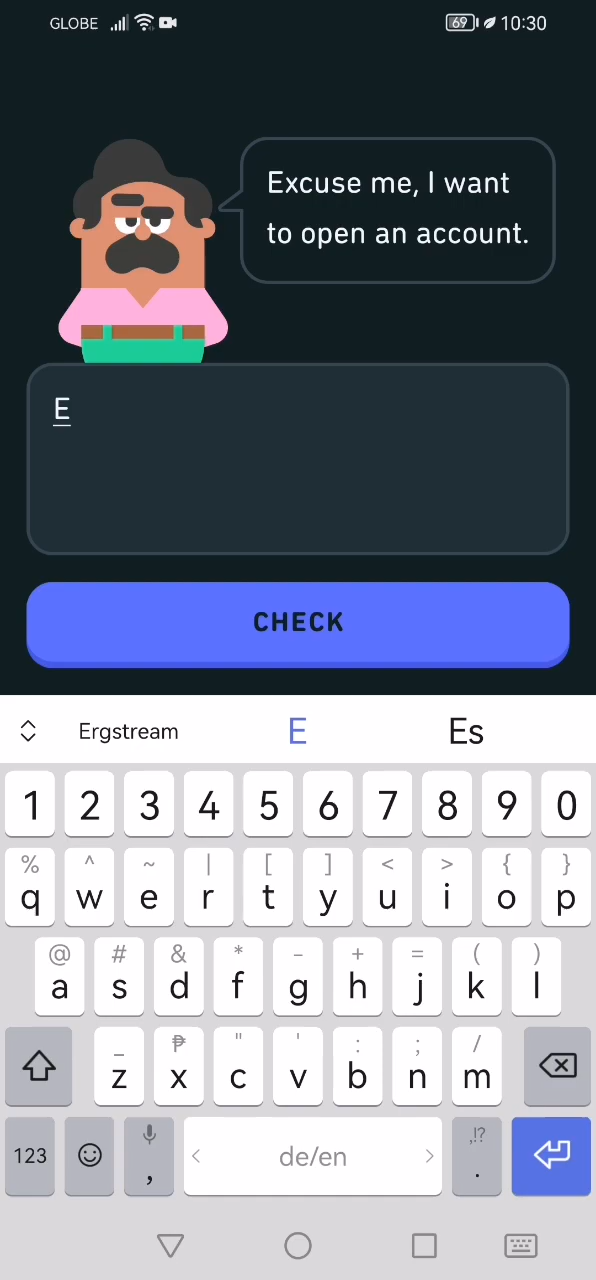 GLOBE 69 10:30
Excuse me, I want
to open an account.
E
CHECK
Ergstream E Es
1 2 3 4 5 6 7 8 9 0
% ^ ~ | [ ] < > { }
q w e r t y u i o p
@ # & * - + = ( )
a s d f g h j k l
_ ₱ " ' : ; /
z x c v b n m
,!?
123 , < de/en > .